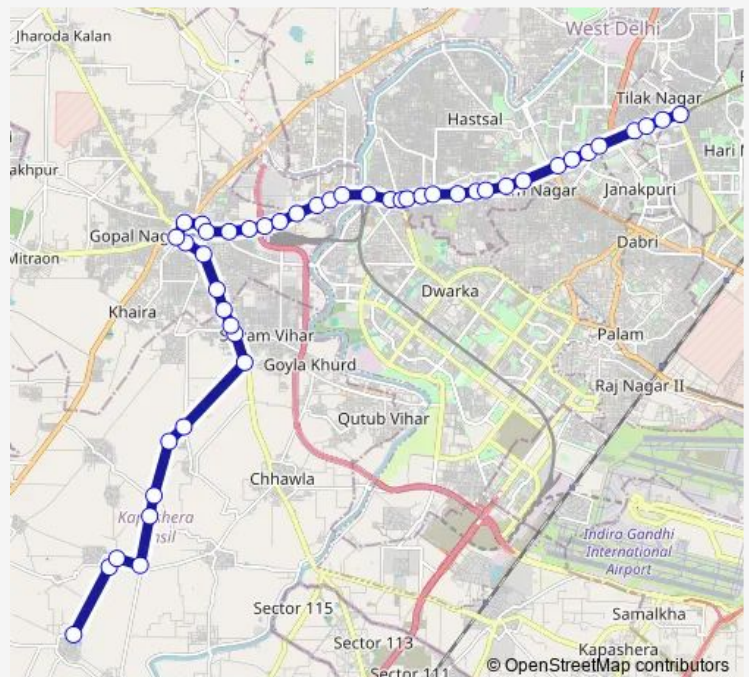 Jharoda Kalan
West Delhi
Tilak Nagar
Hastsal
Hari N
akhpur
Janakpuri
Nagar
Gopal Nag
Dabri
Mitraon
Dwarka
Khaira
Palam
Vihar
Goyla Khurd
Raj Nagar II
Qutub Vihar
Chhawla
Indira Gandhi
International
Airport
Sector 115
Samalkha
Sector 113
Kapashera
Sector 111
© OpenStreetMap contributors